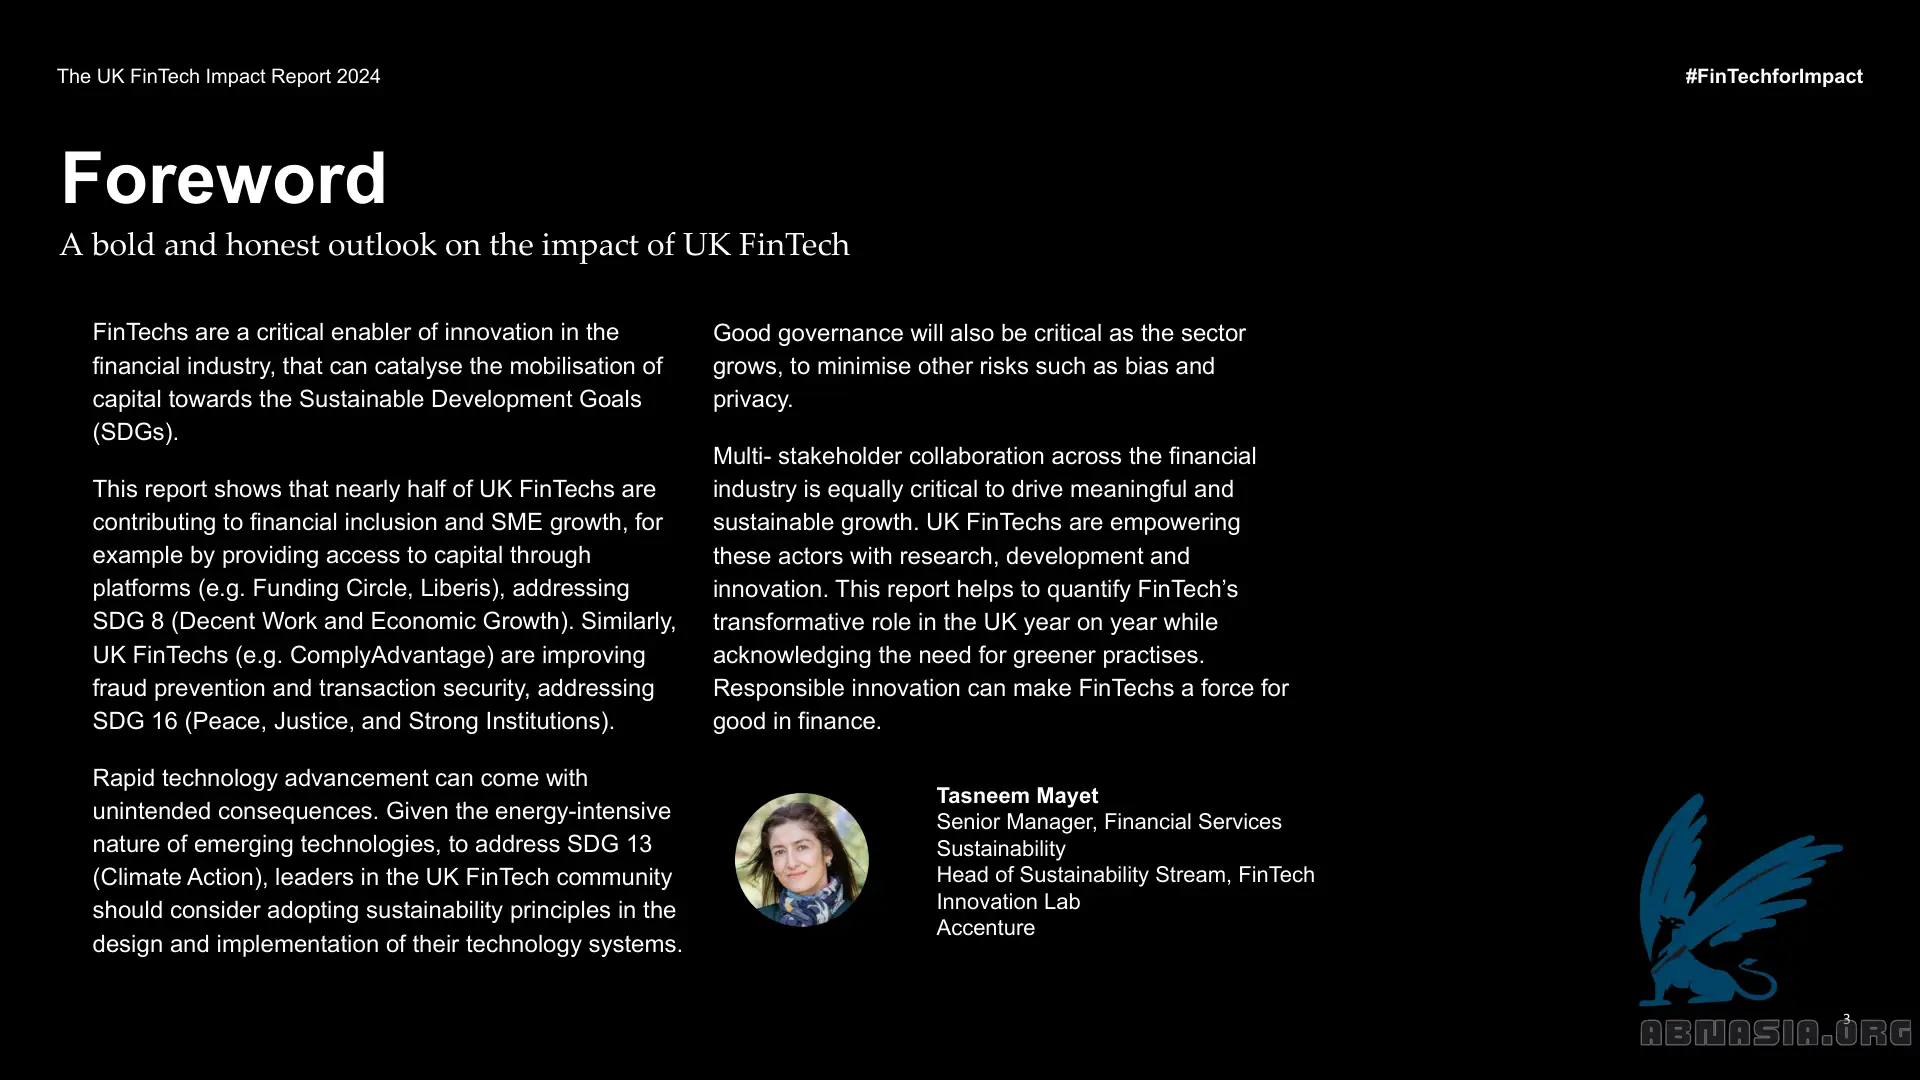 The UK FinTech Impact Report 2024
#FinTechforImpact
Foreword
A bold and honest outlook on the impact of UK FinTech
FinTechs are a critical enabler of innovation in the
financial industry, that can catalyse the mobilisation of
capital towards the Sustainable Development Goals
(SDGs).
This report shows that nearly half of UK FinTechs are
contributing to financial inclusion and SME growth, for
example by providing access to capital through
platforms (e.g. Funding Circle, Liberis), addressing
SDG 8 (Decent Work and Economic Growth). Similarly,
UK FinTechs (e.g. ComplyAdvantage) are improving
fraud prevention and transaction security, addressing
SDG 16 (Peace, Justice, and Strong Institutions).
Rapid technology advancement can come with
unintended consequences. Given the energy-intensive
nature of emerging technologies, to address SDG 13
(Climate Action), leaders in the UK FinTech community
should consider adopting sustainability principles in the
design and implementation of their technology systems.
Good governance will also be critical as the sector
grows, to minimise other risks such as bias and
privacy.
Multi- stakeholder collaboration across the financial
industry is equally critical to drive meaningful and
sustainable growth. UK FinTechs are empowering
these actors with research, development and
innovation. This report helps to quantify FinTech’s
transformative role in the UK year on year while
acknowledging the need for greener practises.
Responsible innovation can make FinTechs a force for
good in finance.
Tasneem Mayet
Senior Manager, Financial Services
Sustainability
Head of Sustainability Stream, FinTech
Innovation Lab
Accenture
3
ABNASIA.ORG